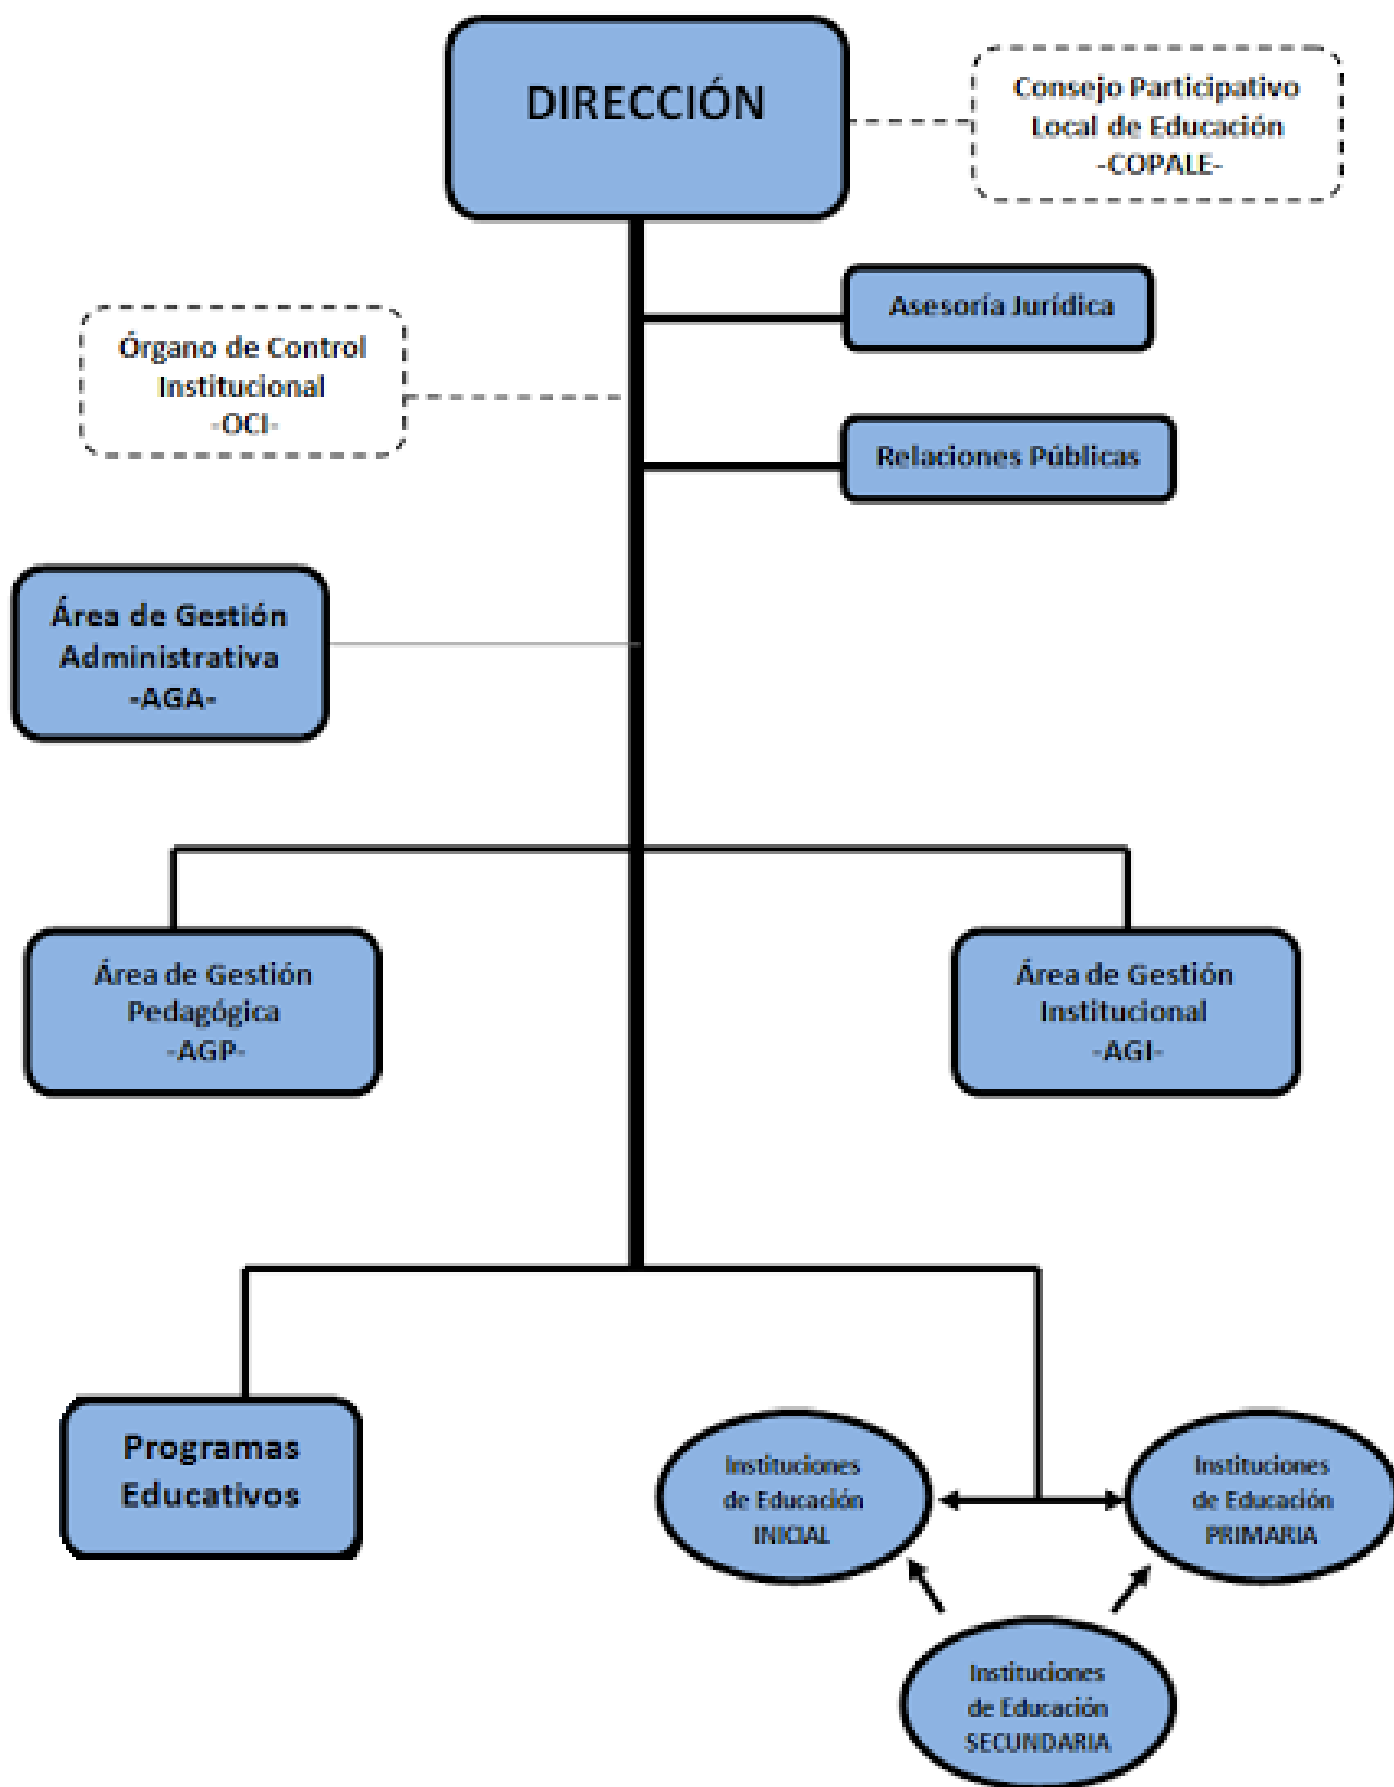 DIRECCIÓN
Consejo Participativo
Local de Educación
-COPALE-
Asesoría Jurídica
Órgano de Control
Institucional
-OCI-
Relaciones Públicas
Área de Gestión
Administrativa
-AGA-
Área de Gestión
Pedagógica
-AGP-
Área de Gestión
Institucional
-AGI-
Programas
Educativos
Instituciones
de Educación
INICIAL
Instituciones
de Educación
PRIMARIA
Instituciones
de Educación
SECUNDARIA